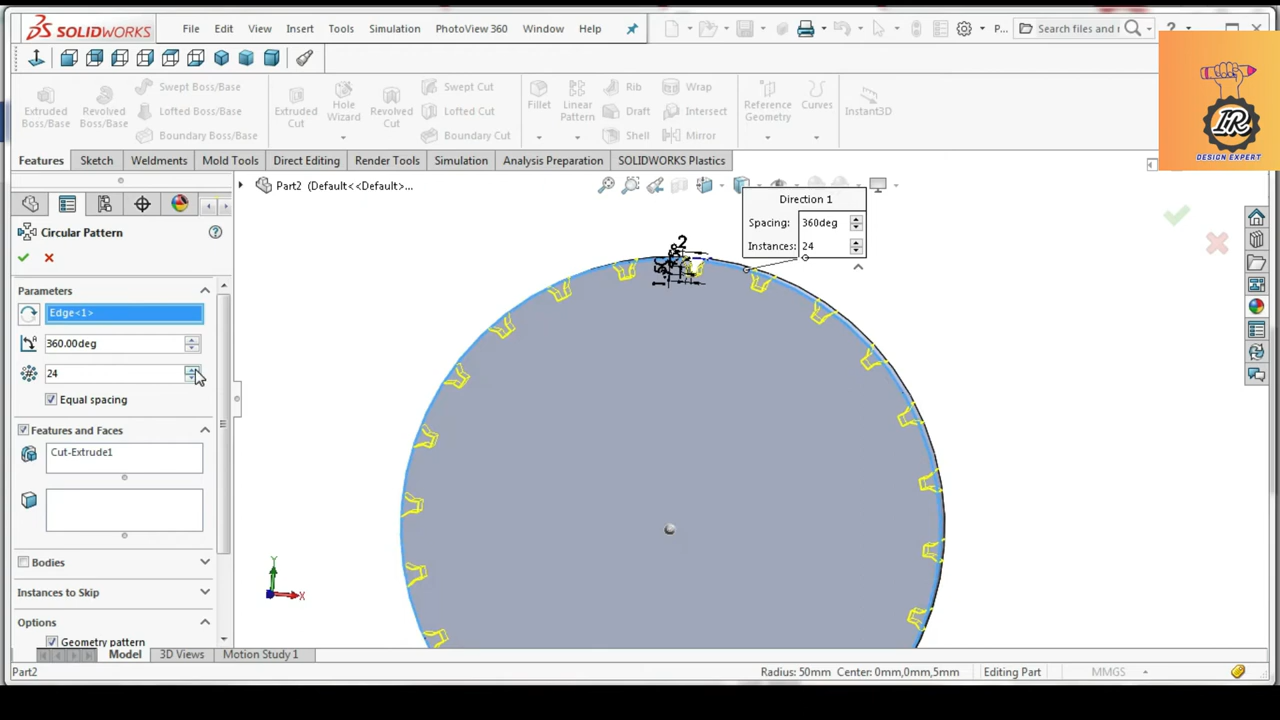 SOLIDWORKS File Edit View Insert Tools Simulation PhotoView 360 Window Help P... Search files and ?
Extruded Boss/Base Revolved Boss/Base Swept Boss/Base Lofted Boss/Base Boundary Boss/Base Extruded Cut Hole Wizard Revolved Cut Swept Cut Lofted Cut Boundary Cut Fillet Linear Pattern Rib Draft Shell Wrap Intersect Mirror Reference Geometry Curves Instant3D
IR
DESIGN EXPERT
Features Sketch Weldments Mold Tools Direct Editing Render Tools Simulation Analysis Preparation SOLIDWORKS Plastics
Part2 (Default<<Default>...
Direction 1
Spacing: 360deg
Instances: 24
2
Circular Pattern
Parameters
Edge<1>
360.00deg
24
Equal spacing
Features and Faces
Cut-Extrude1
Bodies
Instances to Skip
Options
Geometry pattern
Y
X
Model 3D Views Motion Study 1
Part2 Radius: 50mm Center: 0mm,0mm,5mm Editing Part MMGS